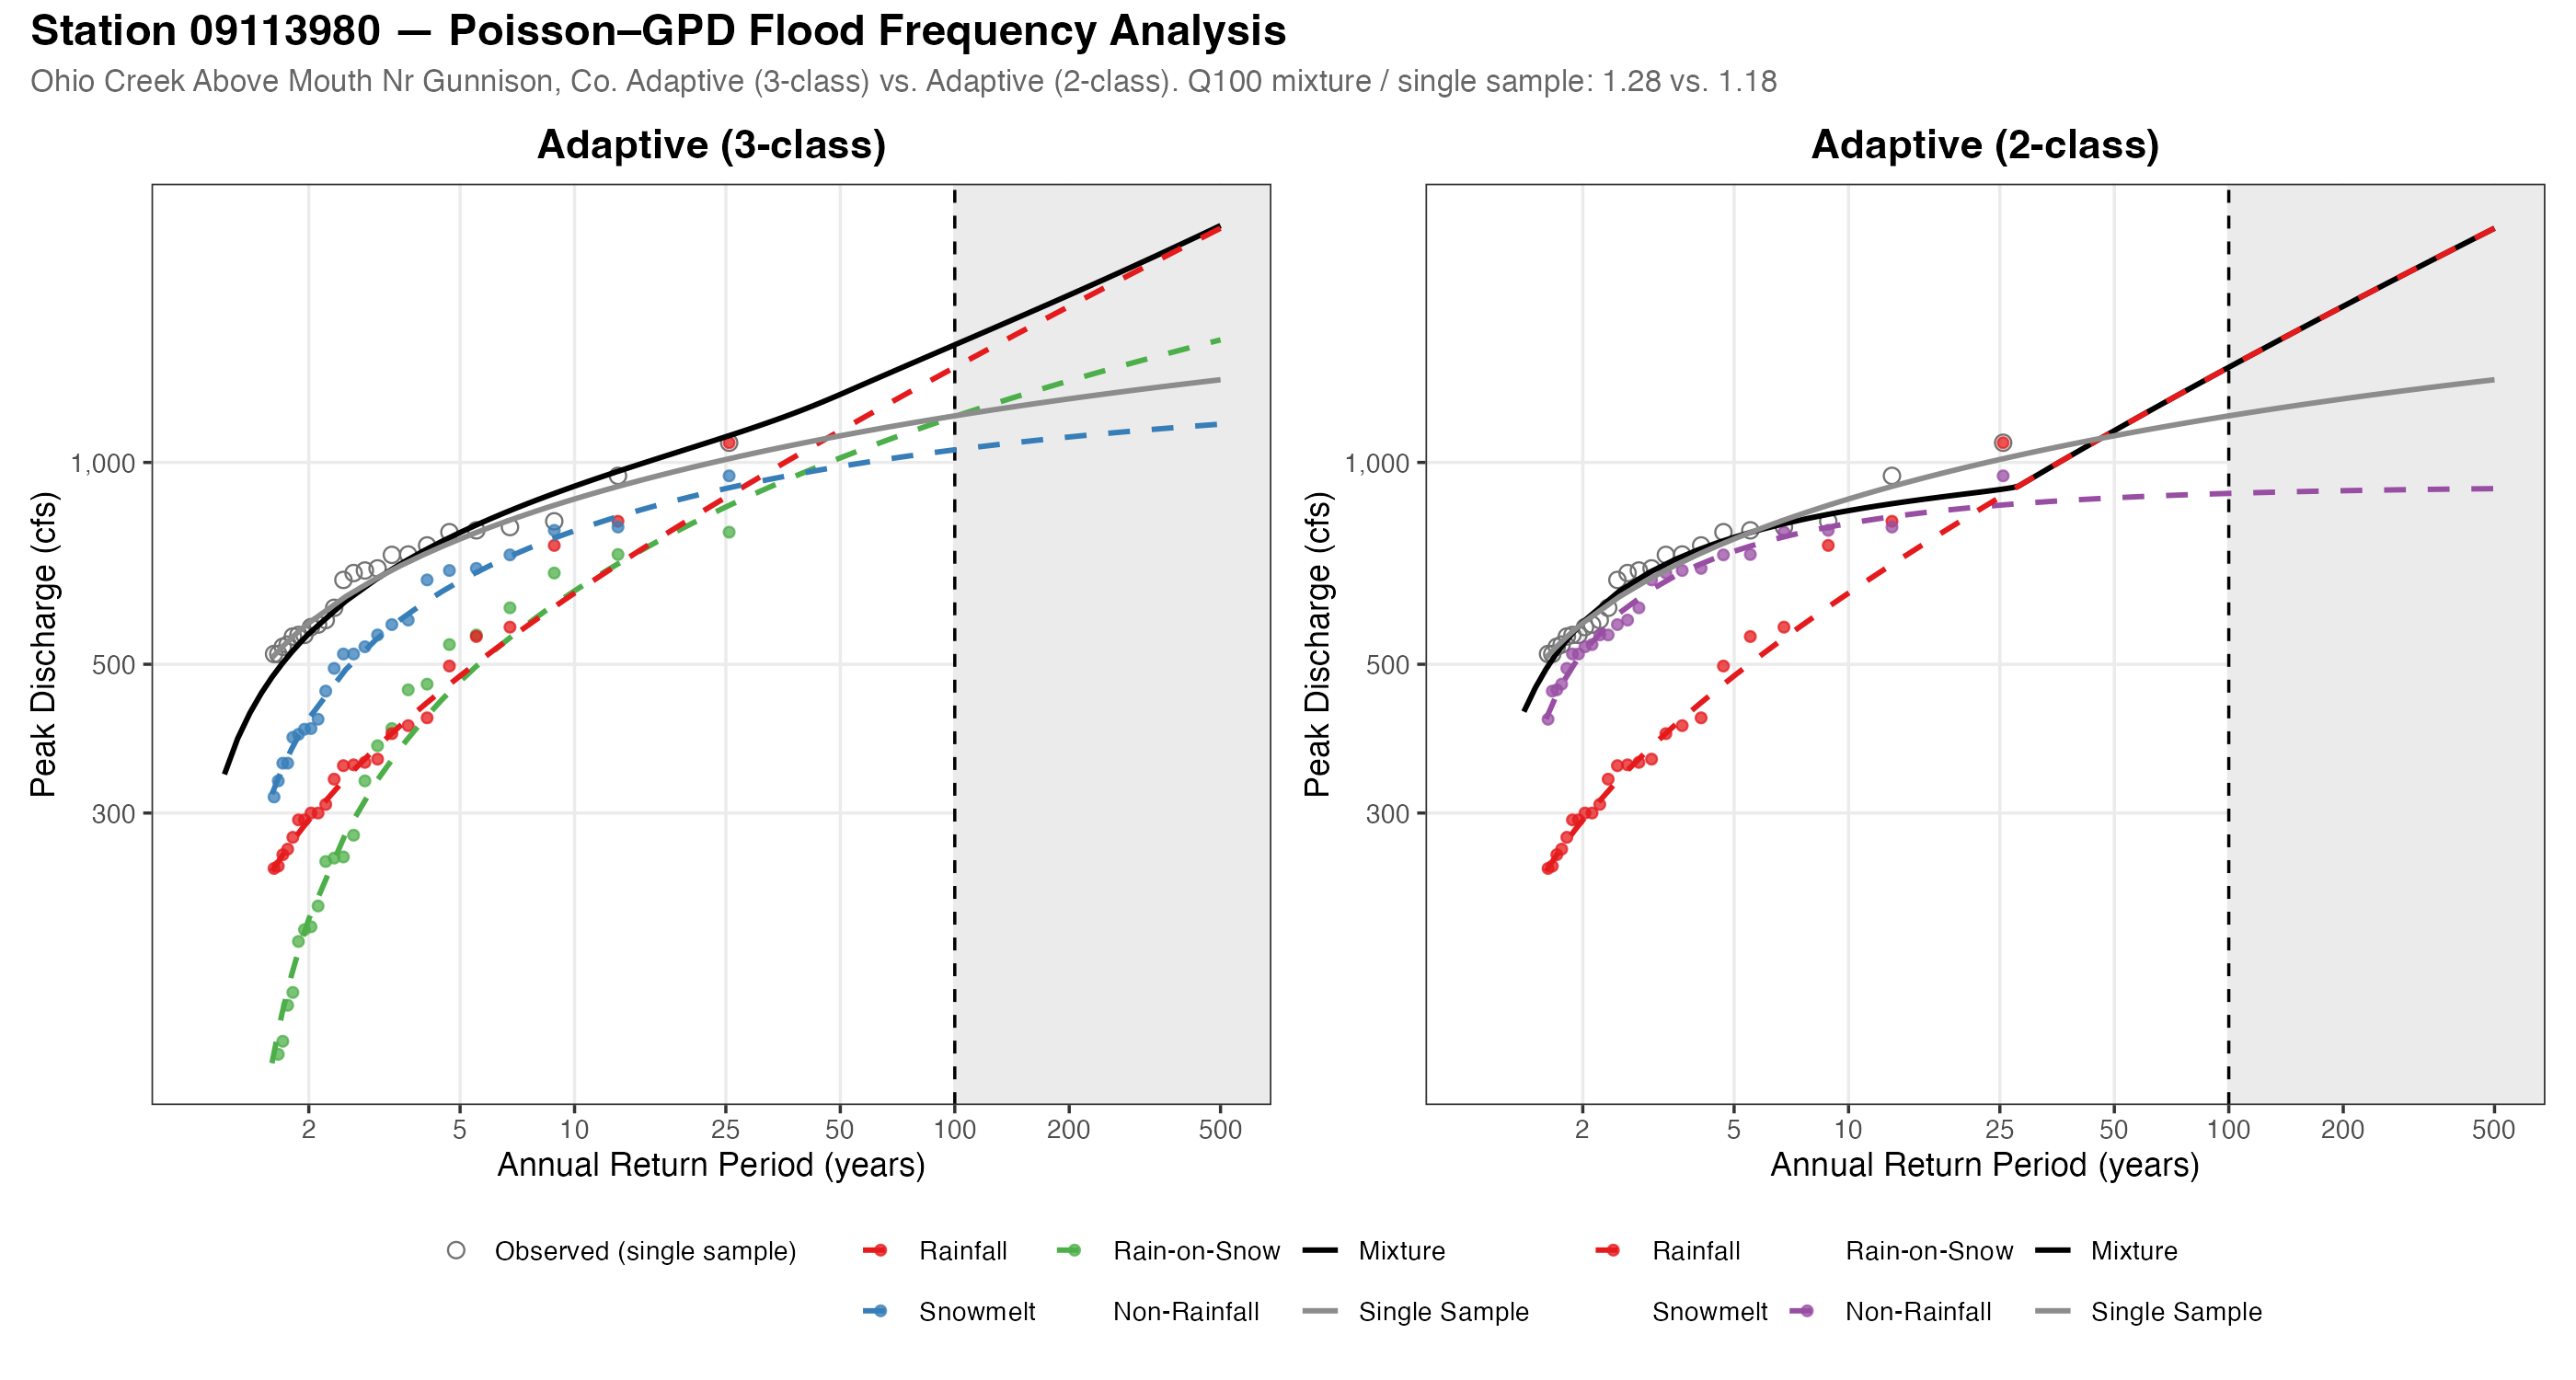 Station 09113980 — Poisson–GPD Flood Frequency Analysis
Ohio Creek Above Mouth Nr Gunnison, Co. Adaptive (3-class) vs. Adaptive (2-class). Q100 mixture / single sample: 1.28 vs. 1.18
Adaptive (3-class)
Peak Discharge (cfs)
1,000
500
300
2 5 10 25 50 100 200 500
Annual Return Period (years)
Adaptive (2-class)
Peak Discharge (cfs)
1,000
500
300
2 5 10 25 50 100 200 500
Annual Return Period (years)
Observed (single sample) Rainfall Rain-on-Snow Mixture Rainfall Rain-on-Snow Mixture
Snowmelt Non-Rainfall Single Sample Snowmelt Non-Rainfall Single Sample